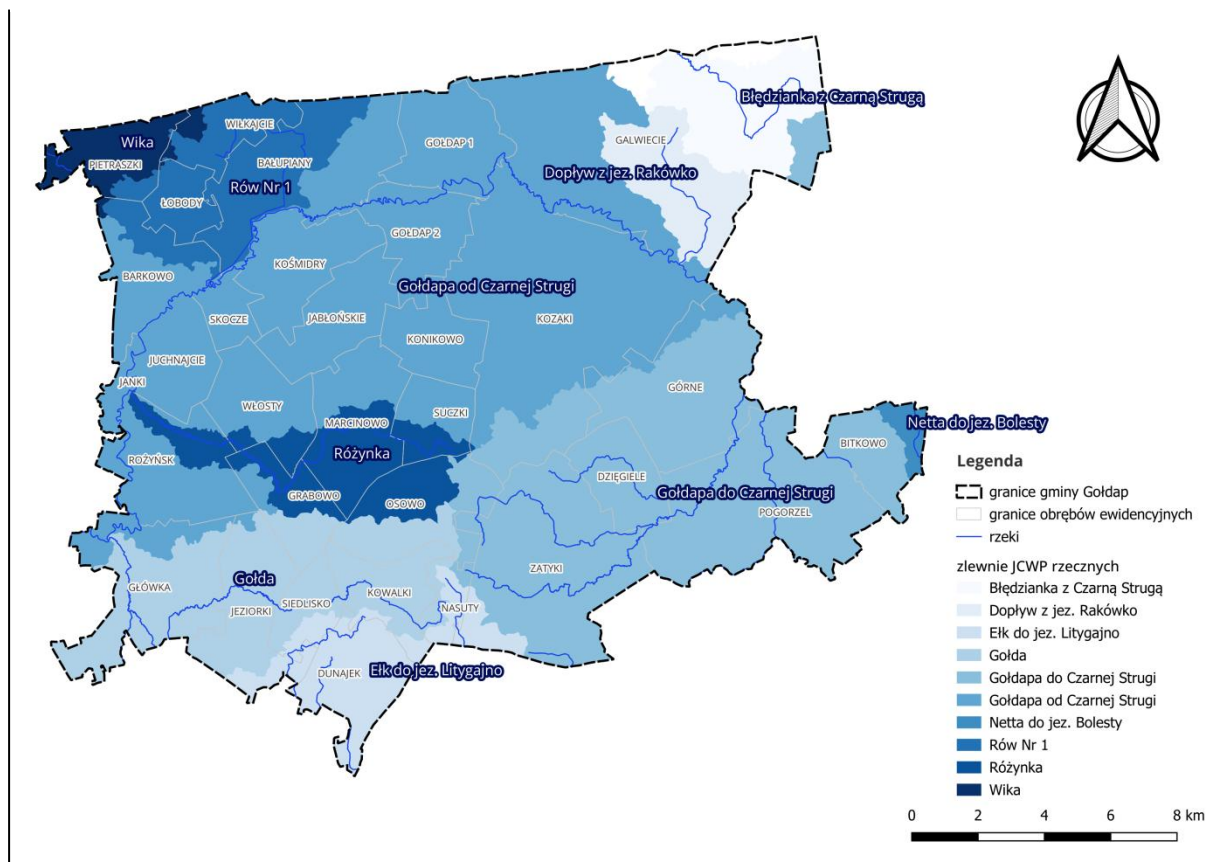 Błędzianka z Czarną Strugą
WIŁKAJCIE
Wika
GALWIECIE
GOŁDAP 1
PIETRASZKI
BAŁUPIANY
Dopływ z jez. Rakówko
Rów Nr 1
ŁOBODY
GOŁDAP 2
KOŚMIDRY
BARKOWO
Gołdapa od Czarnej Strugi
SKOCZE
JABŁOŃSKIE
KOZAKI
KONIKOWO
JUCHNAJCIE
JANKI
GÓRNE
WŁOSTY
SUCZKI
MARCINOWO
Netta do jez. Bolesty
BITKOWO
Różynka
ROŻYŃSK
DZIĘGIELE
GRABOWO
OSOWO
Gołdapa do Czarnej Strugi
POGORZEL
ZATYKI
Gołda
GŁÓWKA
KOWALKI
SIEDLISKO
JEZIORKI
NASUTY
DUNAJEK
Ełk do jez. Litygajno
Legenda
granice gminy Gołdap
granice obrębów ewidencyjnych
rzeki
zlewnie JCWP rzecznych
Błędzianka z Czarną Strugą
Dopływ z jez. Rakówko
Ełk do jez. Litygajno
Gołda
Gołdapa do Czarnej Strugi
Gołdapa od Czarnej Strugi
Netta do jez. Bolesty
Rów Nr 1
Różynka
Wika
0 2 4 6 8 km